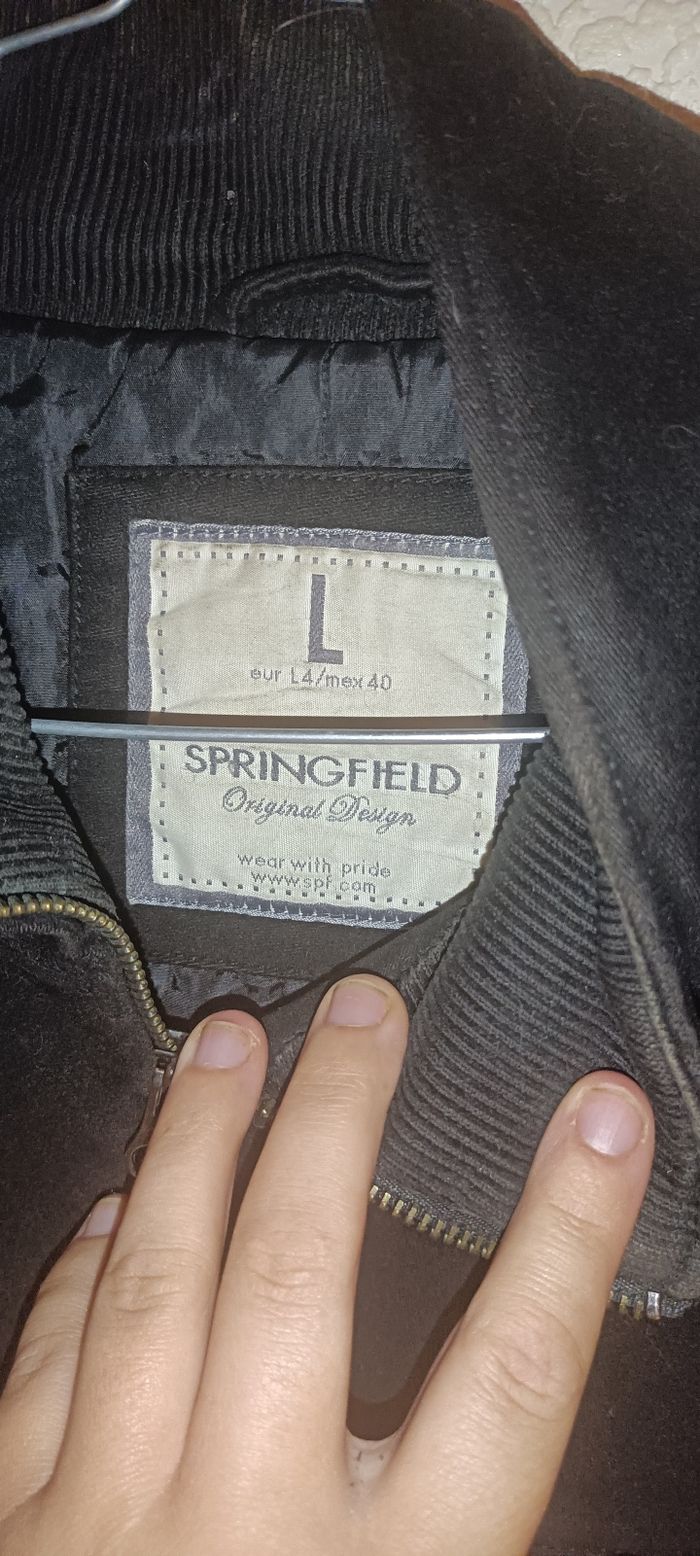 L
eur L4/mex 40
SPRINGFIELD
Original Design
wear with pride
www.spf.com